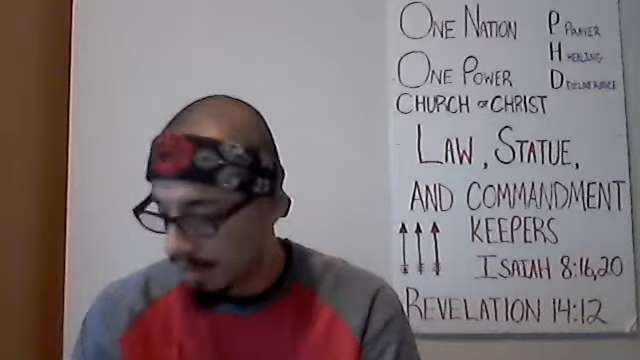 ONE NATION
ONE POWER
CHURCH OF CHRIST
P PRAYER
H HEALING
D DELIVERANCE
LAW, STATUE,
AND COMMANDMENT
KEEPERS
ISAIAH 8:16,20
REVELATION 14:12